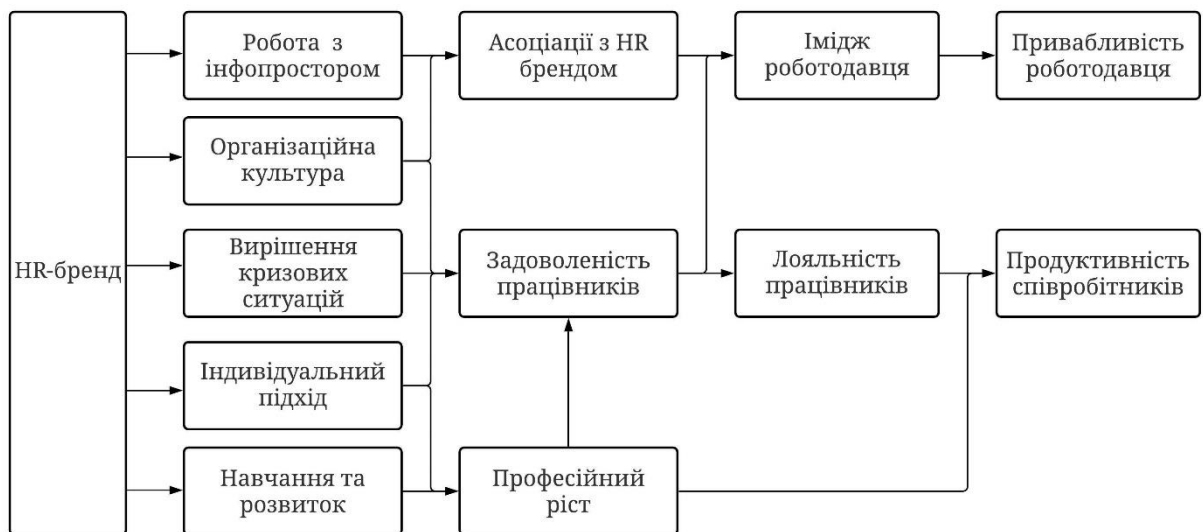 HR-бренд
Робота з
інфопростором
Організаційна
культура
Вирішення
кризових
ситуацій
Індивідуальний
підхід
Навчання та
розвиток
Асоціації з HR
брендом
Задоволеність
працівників
Професійний
ріст
Імідж
роботодавця
Лояльність
працівників
Привабливість
роботодавця
Продуктивність
співробітників